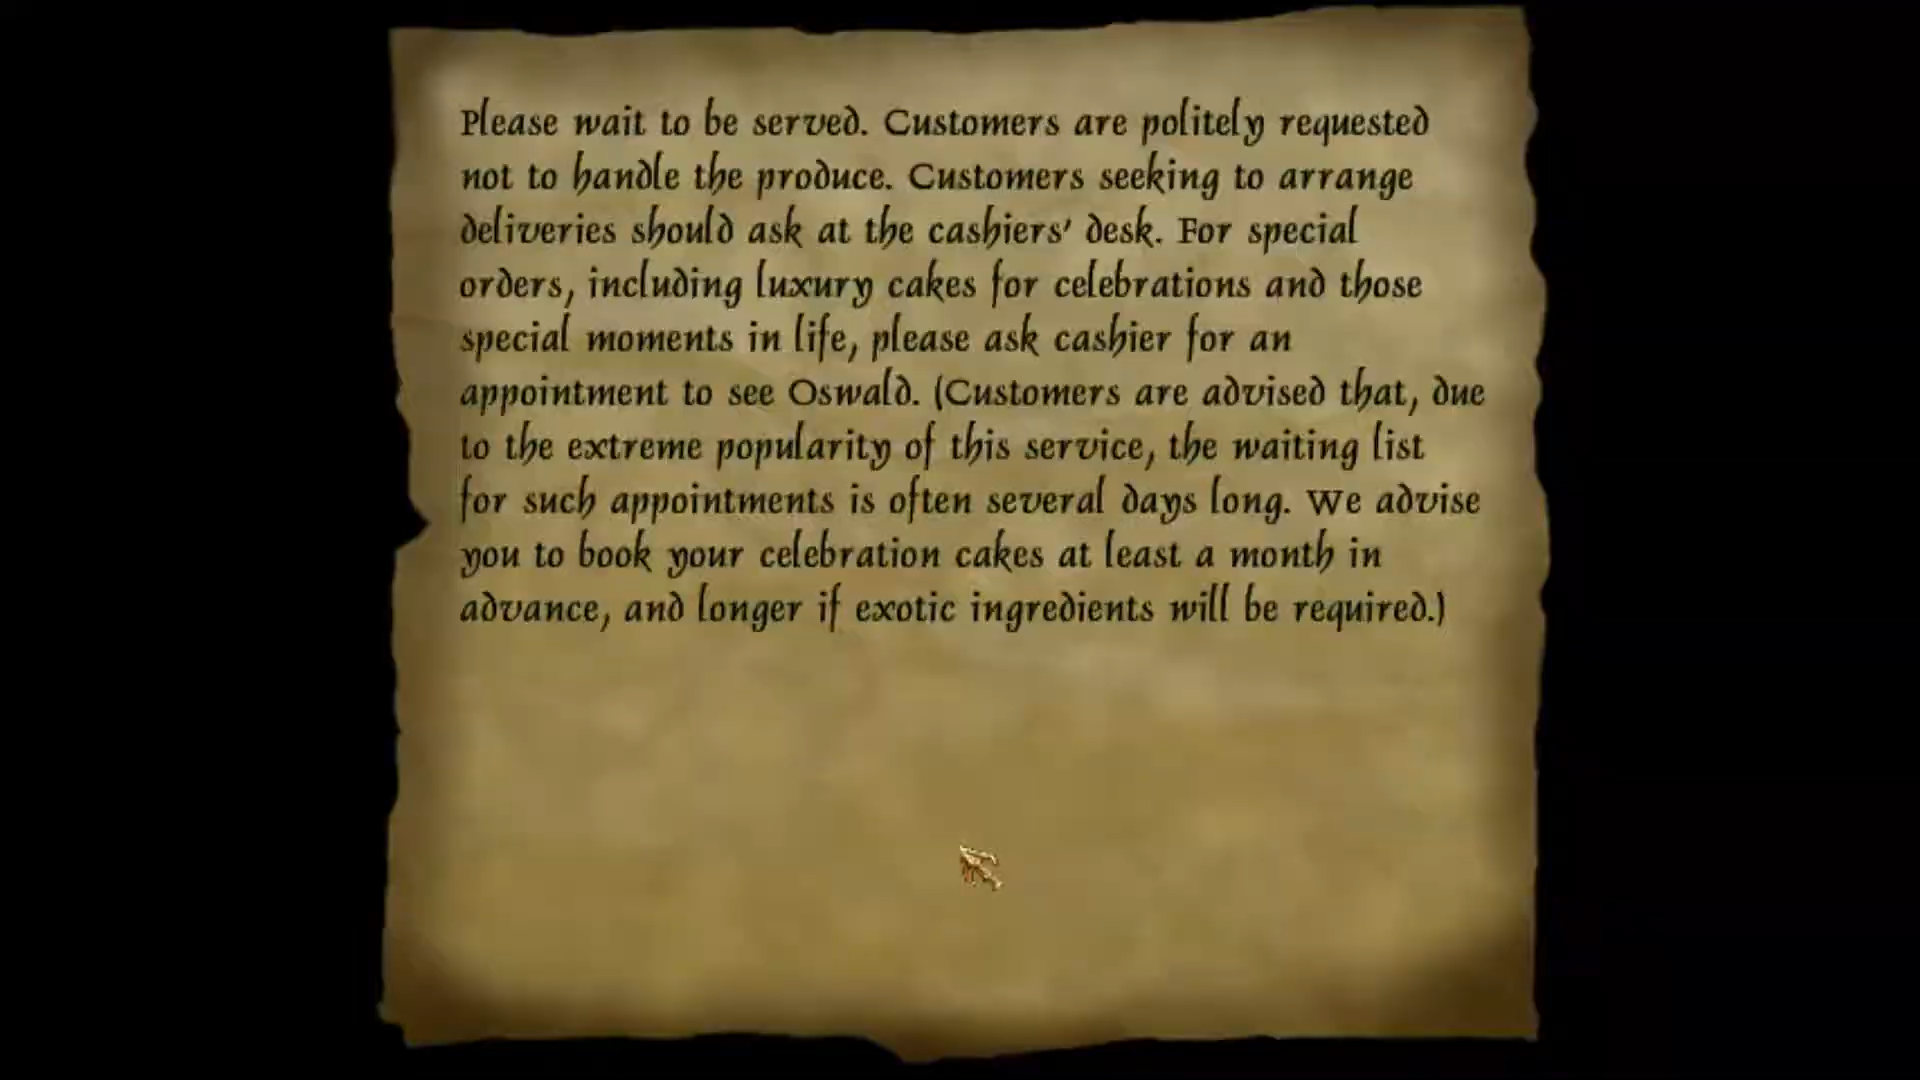 Please wait to be served. Customers are politely requested
not to handle the produce. Customers seeking to arrange
deliveries should ask at the cashiers' desk. For special
orders, including luxury cakes for celebrations and those
special moments in life, please ask cashier for an
appointment to see Oswald. (Customers are advised that, due
to the extreme popularity of this service, the waiting list
for such appointments is often several days long. We advise
you to book your celebration cakes at least a month in
advance, and longer if exotic ingredients will be required.)